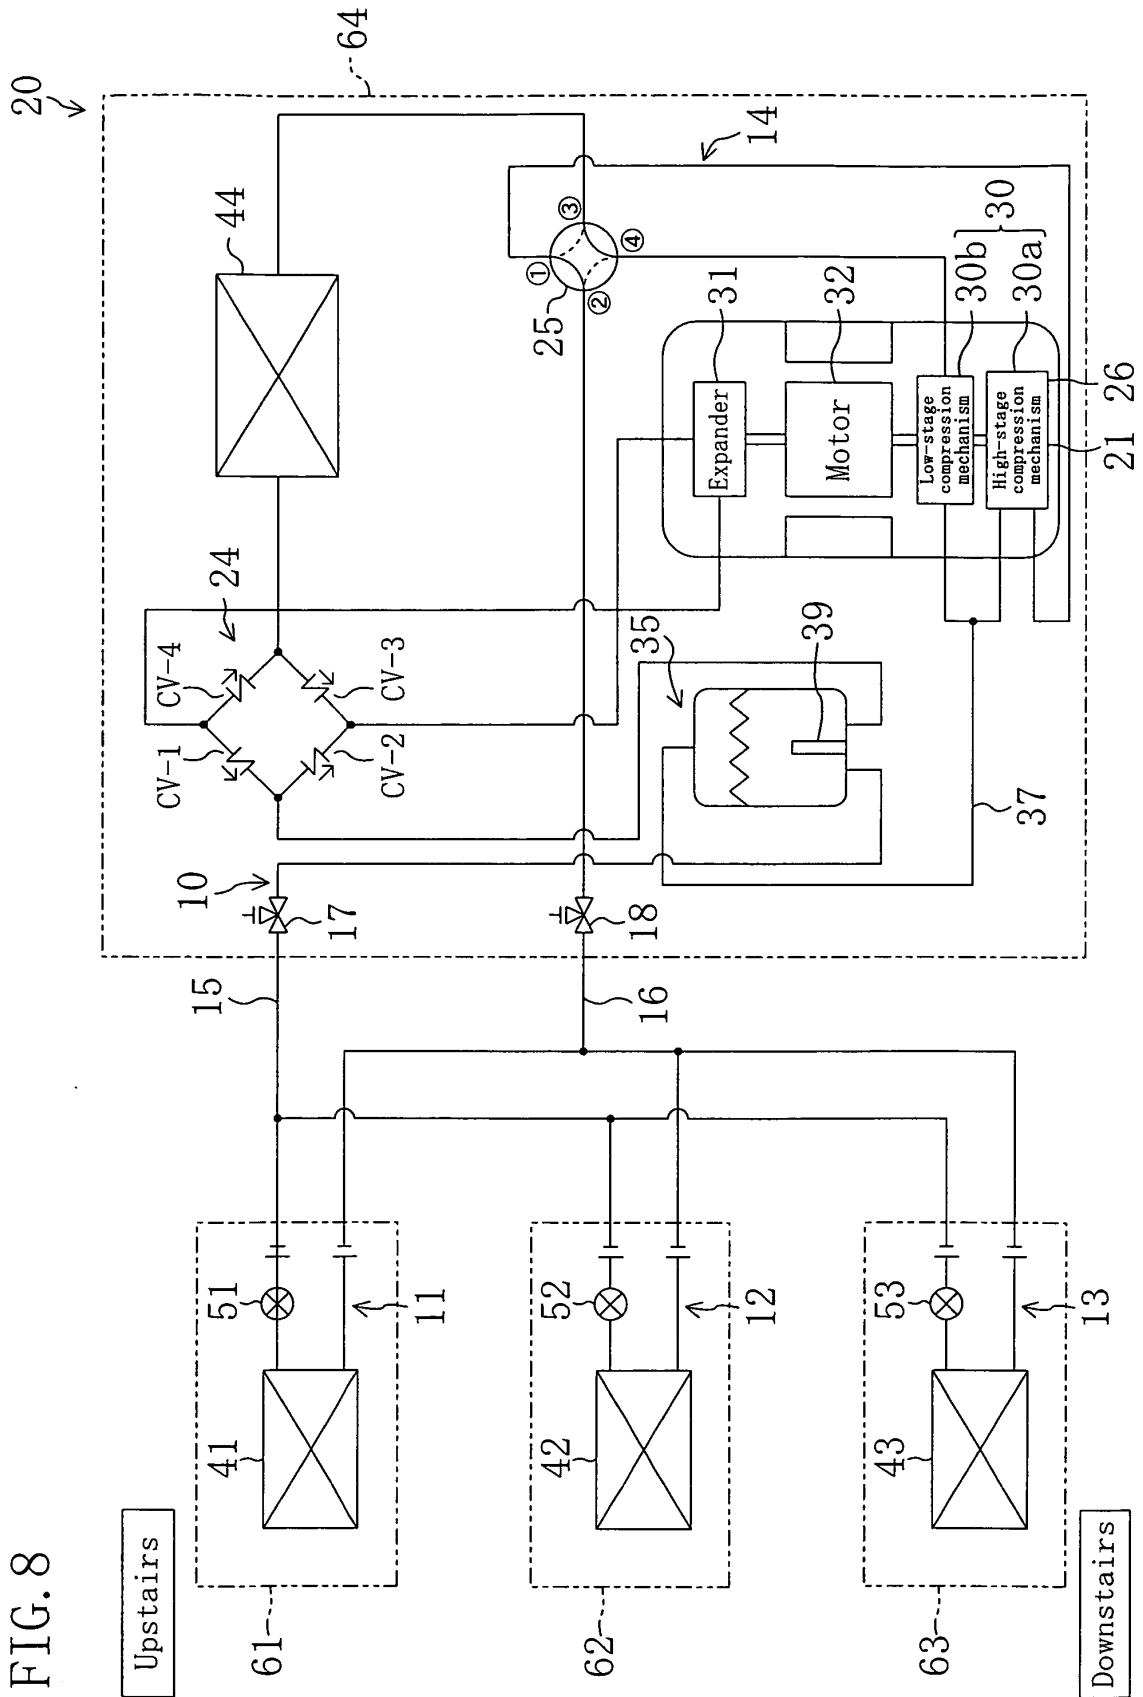 FIG. 8
Upstairs
Downstairs
20
64
44
14
24
CV-4
CV-3
CV-1
CV-2
①
②
③
④
25
31
32
30
30b
30a
26
21
Expander
Motor
Low-stage
compression
mechanism
High-stage
compression
mechanism
35
39
37
10
17
18
15
16
51
11
41
61
52
12
42
62
53
13
43
63